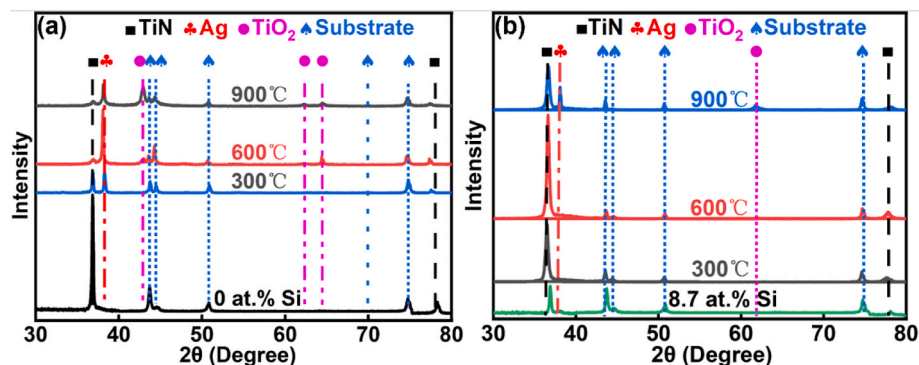 (a) TiN Ag TiO2 Substrate
900℃
600℃
300℃
0 at.% Si
Intensity
30 40 50 60 70 80
2θ (Degree)
(b) TiN Ag TiO2 Substrate
900℃
600℃
300℃
8.7 at.% Si
Intensity
30 40 50 60 70 80
2θ (Degree)